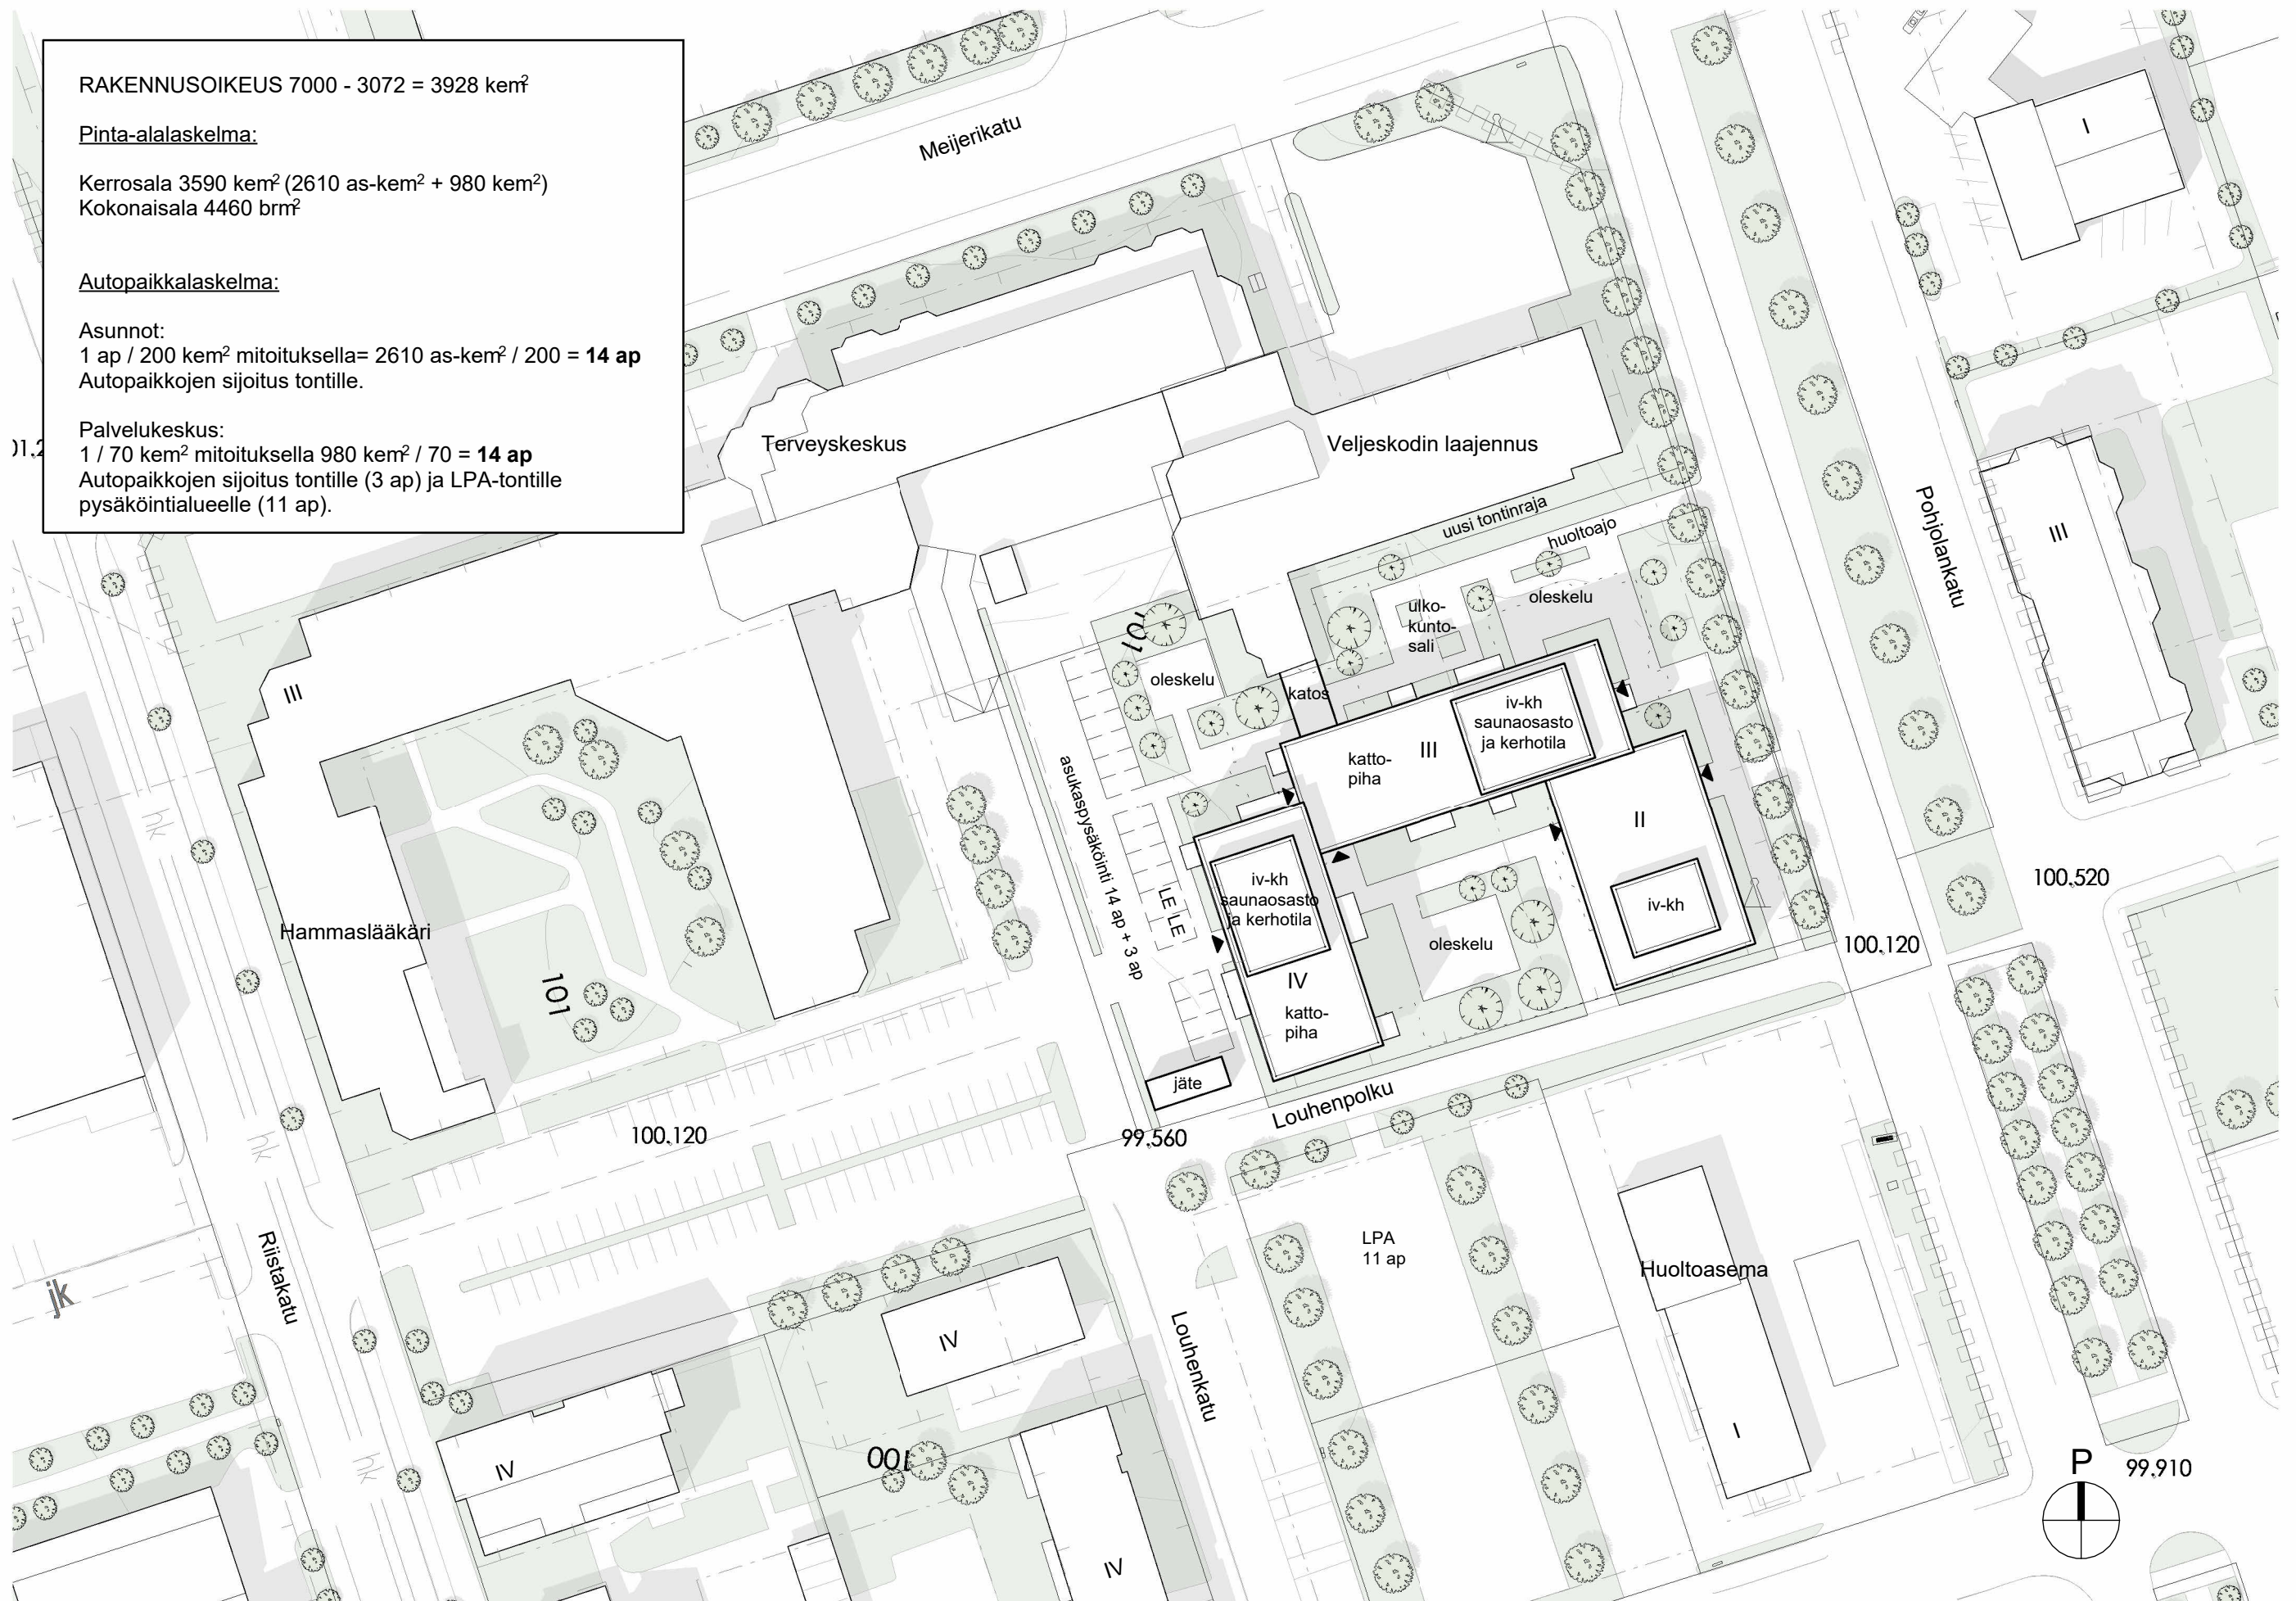 RAKENNUSOIKEUS 7000 - 3072 = 3928 kem²
Pinta-alalaskelma:
Kerrosala 3590 kem² (2610 as-kem² + 980 kem²)
Kokonaisala 4460 brm²
Autopaikkalaskelma:
Asunnot:
1 ap / 200 kem² mitoituksella= 2610 as-kem² / 200 = 14 ap
Autopaikkojen sijoitus tontille.
Palvelukeskus:
1 / 70 kem² mitoituksella 980 kem² / 70 = 14 ap
Autopaikkojen sijoitus tontille (3 ap) ja LPA-tontille
pysäköintialueelle (11 ap).
Meijerikatu
I
Terveyskeskus
Veljeskodin laajennus
uusi tontinraja
huoltoajo
Pohjolankatu
III
oleskelu
ulko-
kunto-
sali
101
oleskelu
katos
III
iv-kh
saunaosasto
ja kerhotila
III
katto-
piha
asukaspysäköinti 14 ap + 3 ap
II
hk
LE LE
iv-kh
saunaosasto
ja kerhotila
iv-kh
100.520
Hammaslääkäri
oleskelu
100.120
101
IV
katto-
piha
jäte
Louhenpolku
100.120
99.560
hk
Riistakatu
LPA
11 ap
Huoltoasema
jk
IV
Louhenkatu
I
hk
IV
100
P
99.910
IV